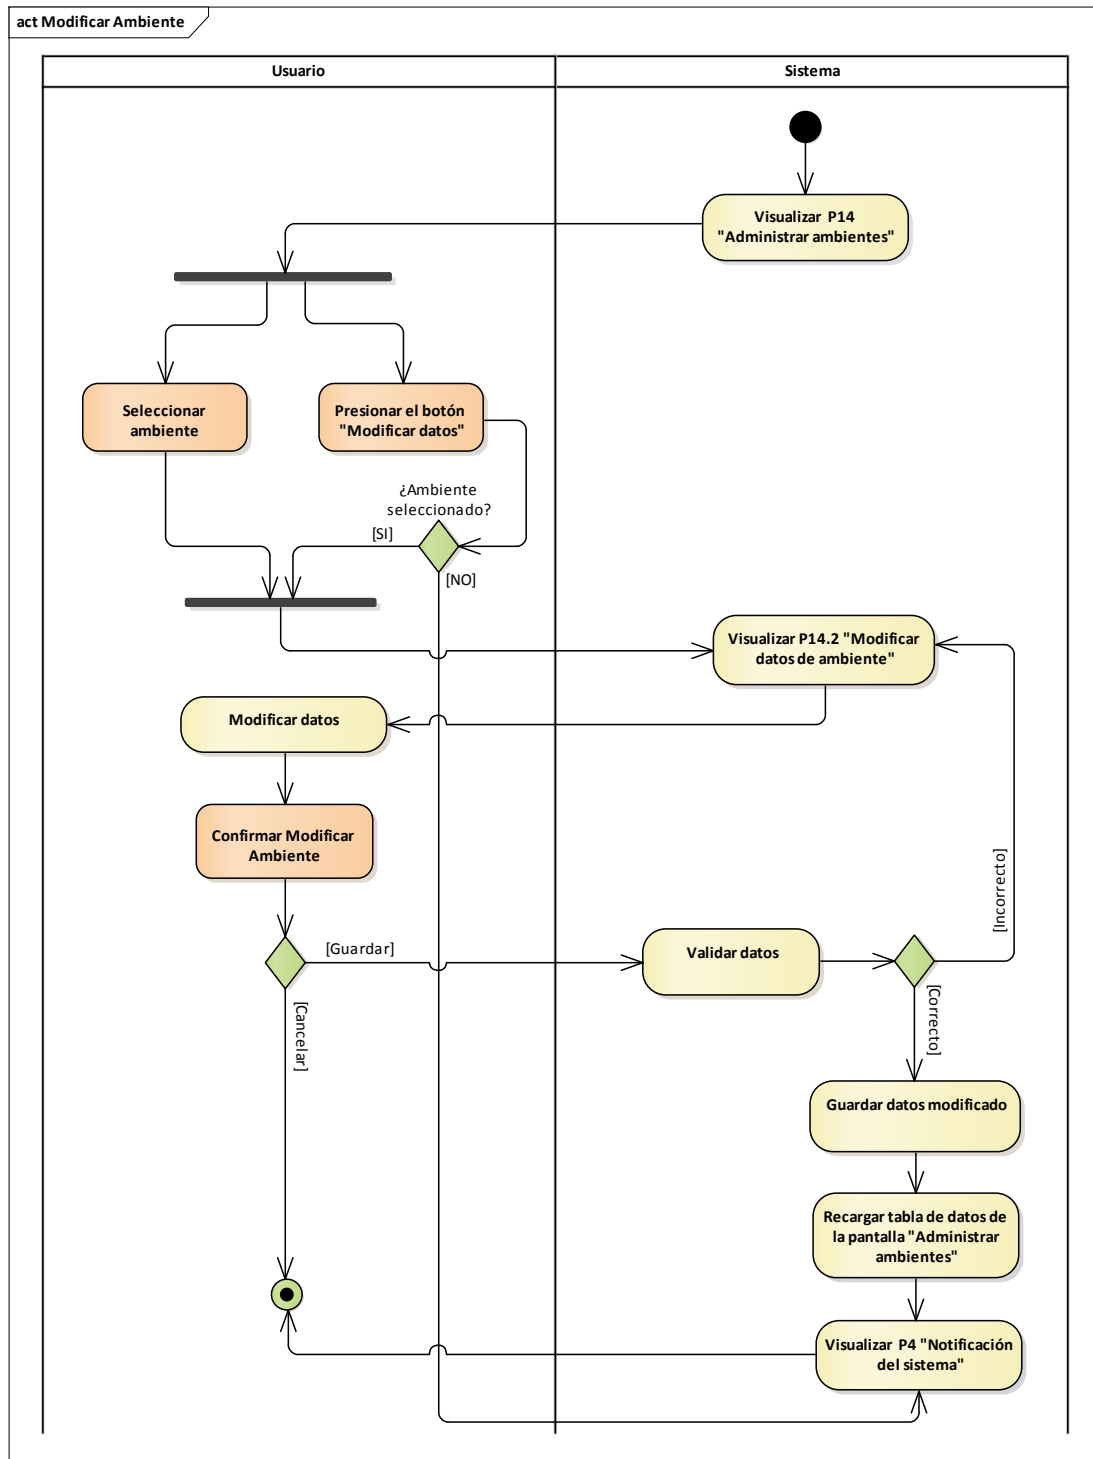 act Modificar Ambiente
Usuario
Sistema
Visualizar P14
"Administrar ambientes"
Seleccionar
ambiente
Presionar el botón
"Modificar datos"
¿Ambiente
seleccionado?
[SI]
[NO]
Visualizar P14.2 "Modificar
datos de ambiente"
Modificar datos
Confirmar Modificar
Ambiente
[Incorrecto]
[Guardar]
Validar datos
[Cancelar]
[Correcto]
Guardar datos modificado
Recargar tabla de datos de
la pantalla "Administrar
ambientes"
Visualizar P4 "Notificación
del sistema"